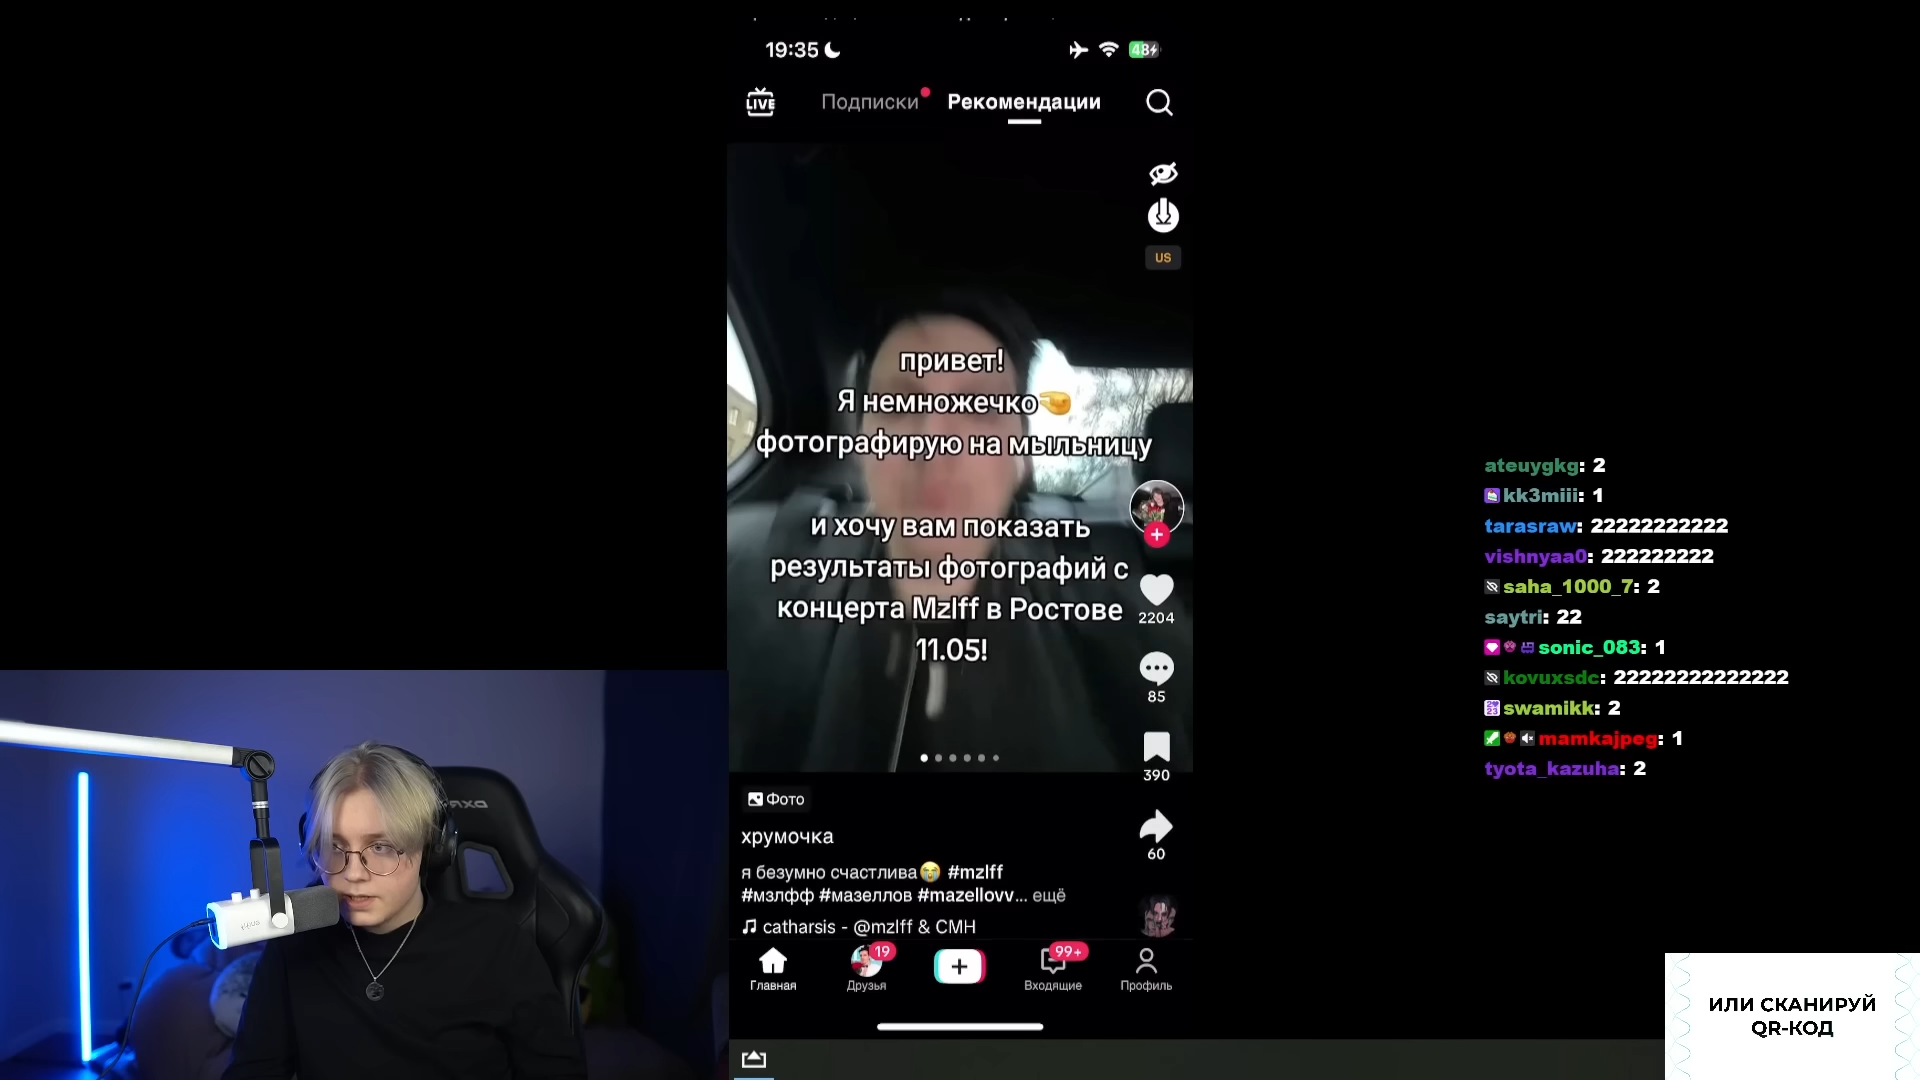 19:35
48
LIVE
Подписки
Рекомендации
US
привет!
Я немножечко🤏
фотографирую на мыльницу
и хочу вам показать
результаты фотографий с
концерта Mzlff в Ростове
11.05!
2204
85
390
60
Фото
хрумочка
я безумно счастлива😭 #mzlff
#мзлфф #мазеллов #mazellovv... ещё
catharsis - @mzlff & CMH
19
99+
Главная
Друзья
Входящие
Профиль
ateuygkg: 2
kk3miii: 1
tarasraw: 22222222222
vishnyaa0: 222222222
saha_1000_7: 2
saytri: 22
sonic_083: 1
kovuxsdc: 22222222222222
swamikk: 2
mamkajpeg: 1
tyota_kazuha: 2
ИЛИ СКАНИРУЙ
QR-КОД